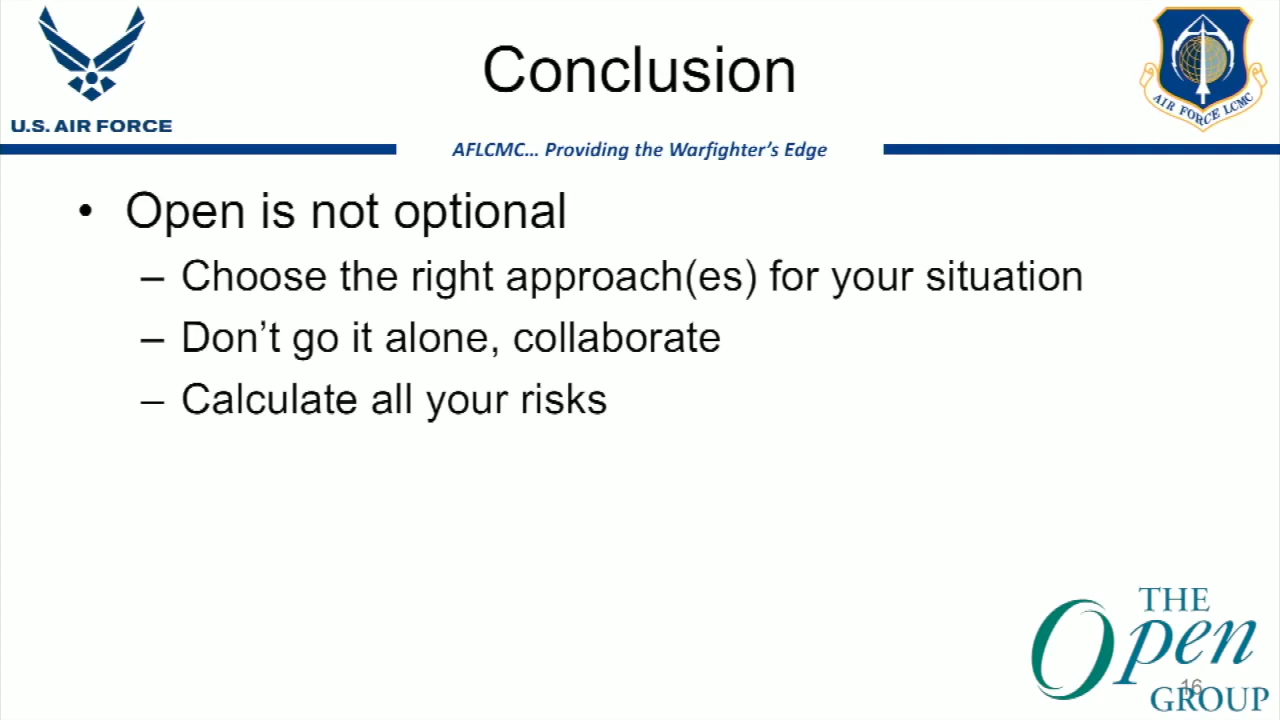 Conclusion
U.S. AIR FORCE
AIR FORCE LCMC
AFLCMC... Providing the Warfighter's Edge
• Open is not optional
– Choose the right approach(es) for your situation
– Don't go it alone, collaborate
– Calculate all your risks
THE
Open
GROUP
16